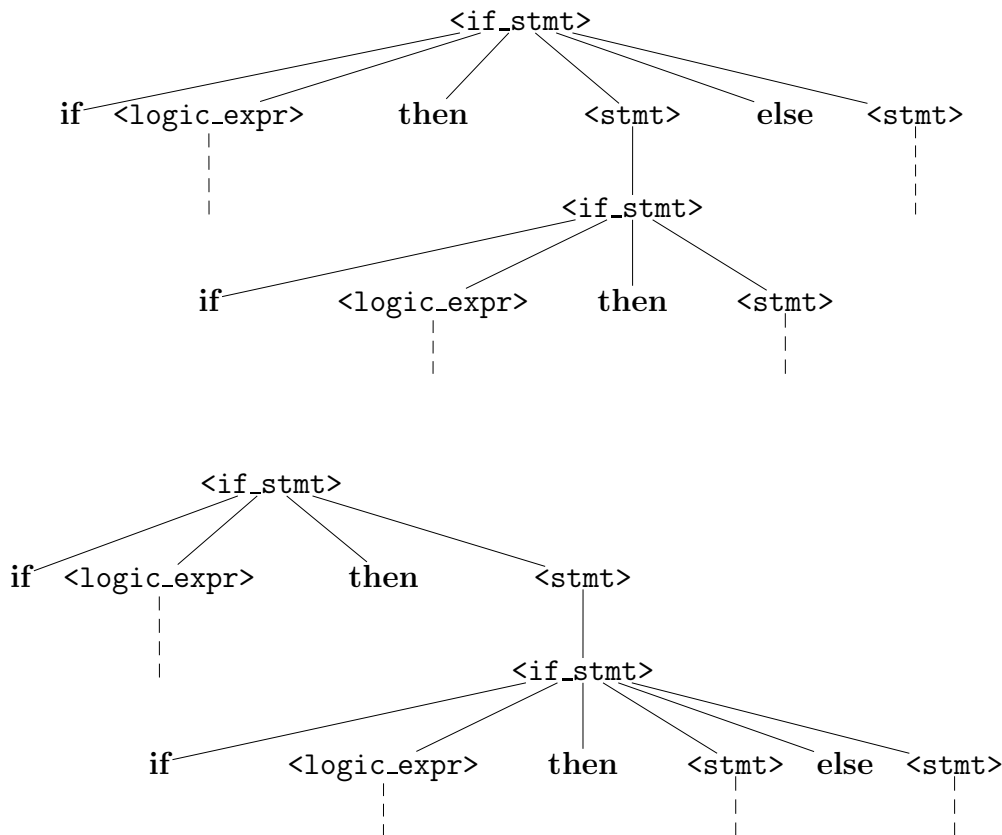 <if_stmt>
if <logic_expr> then <stmt> else <stmt>
<if_stmt>
if <logic_expr> then <stmt>
<if_stmt>
if <logic_expr> then <stmt>
<if_stmt>
if <logic_expr> then <stmt> else <stmt>